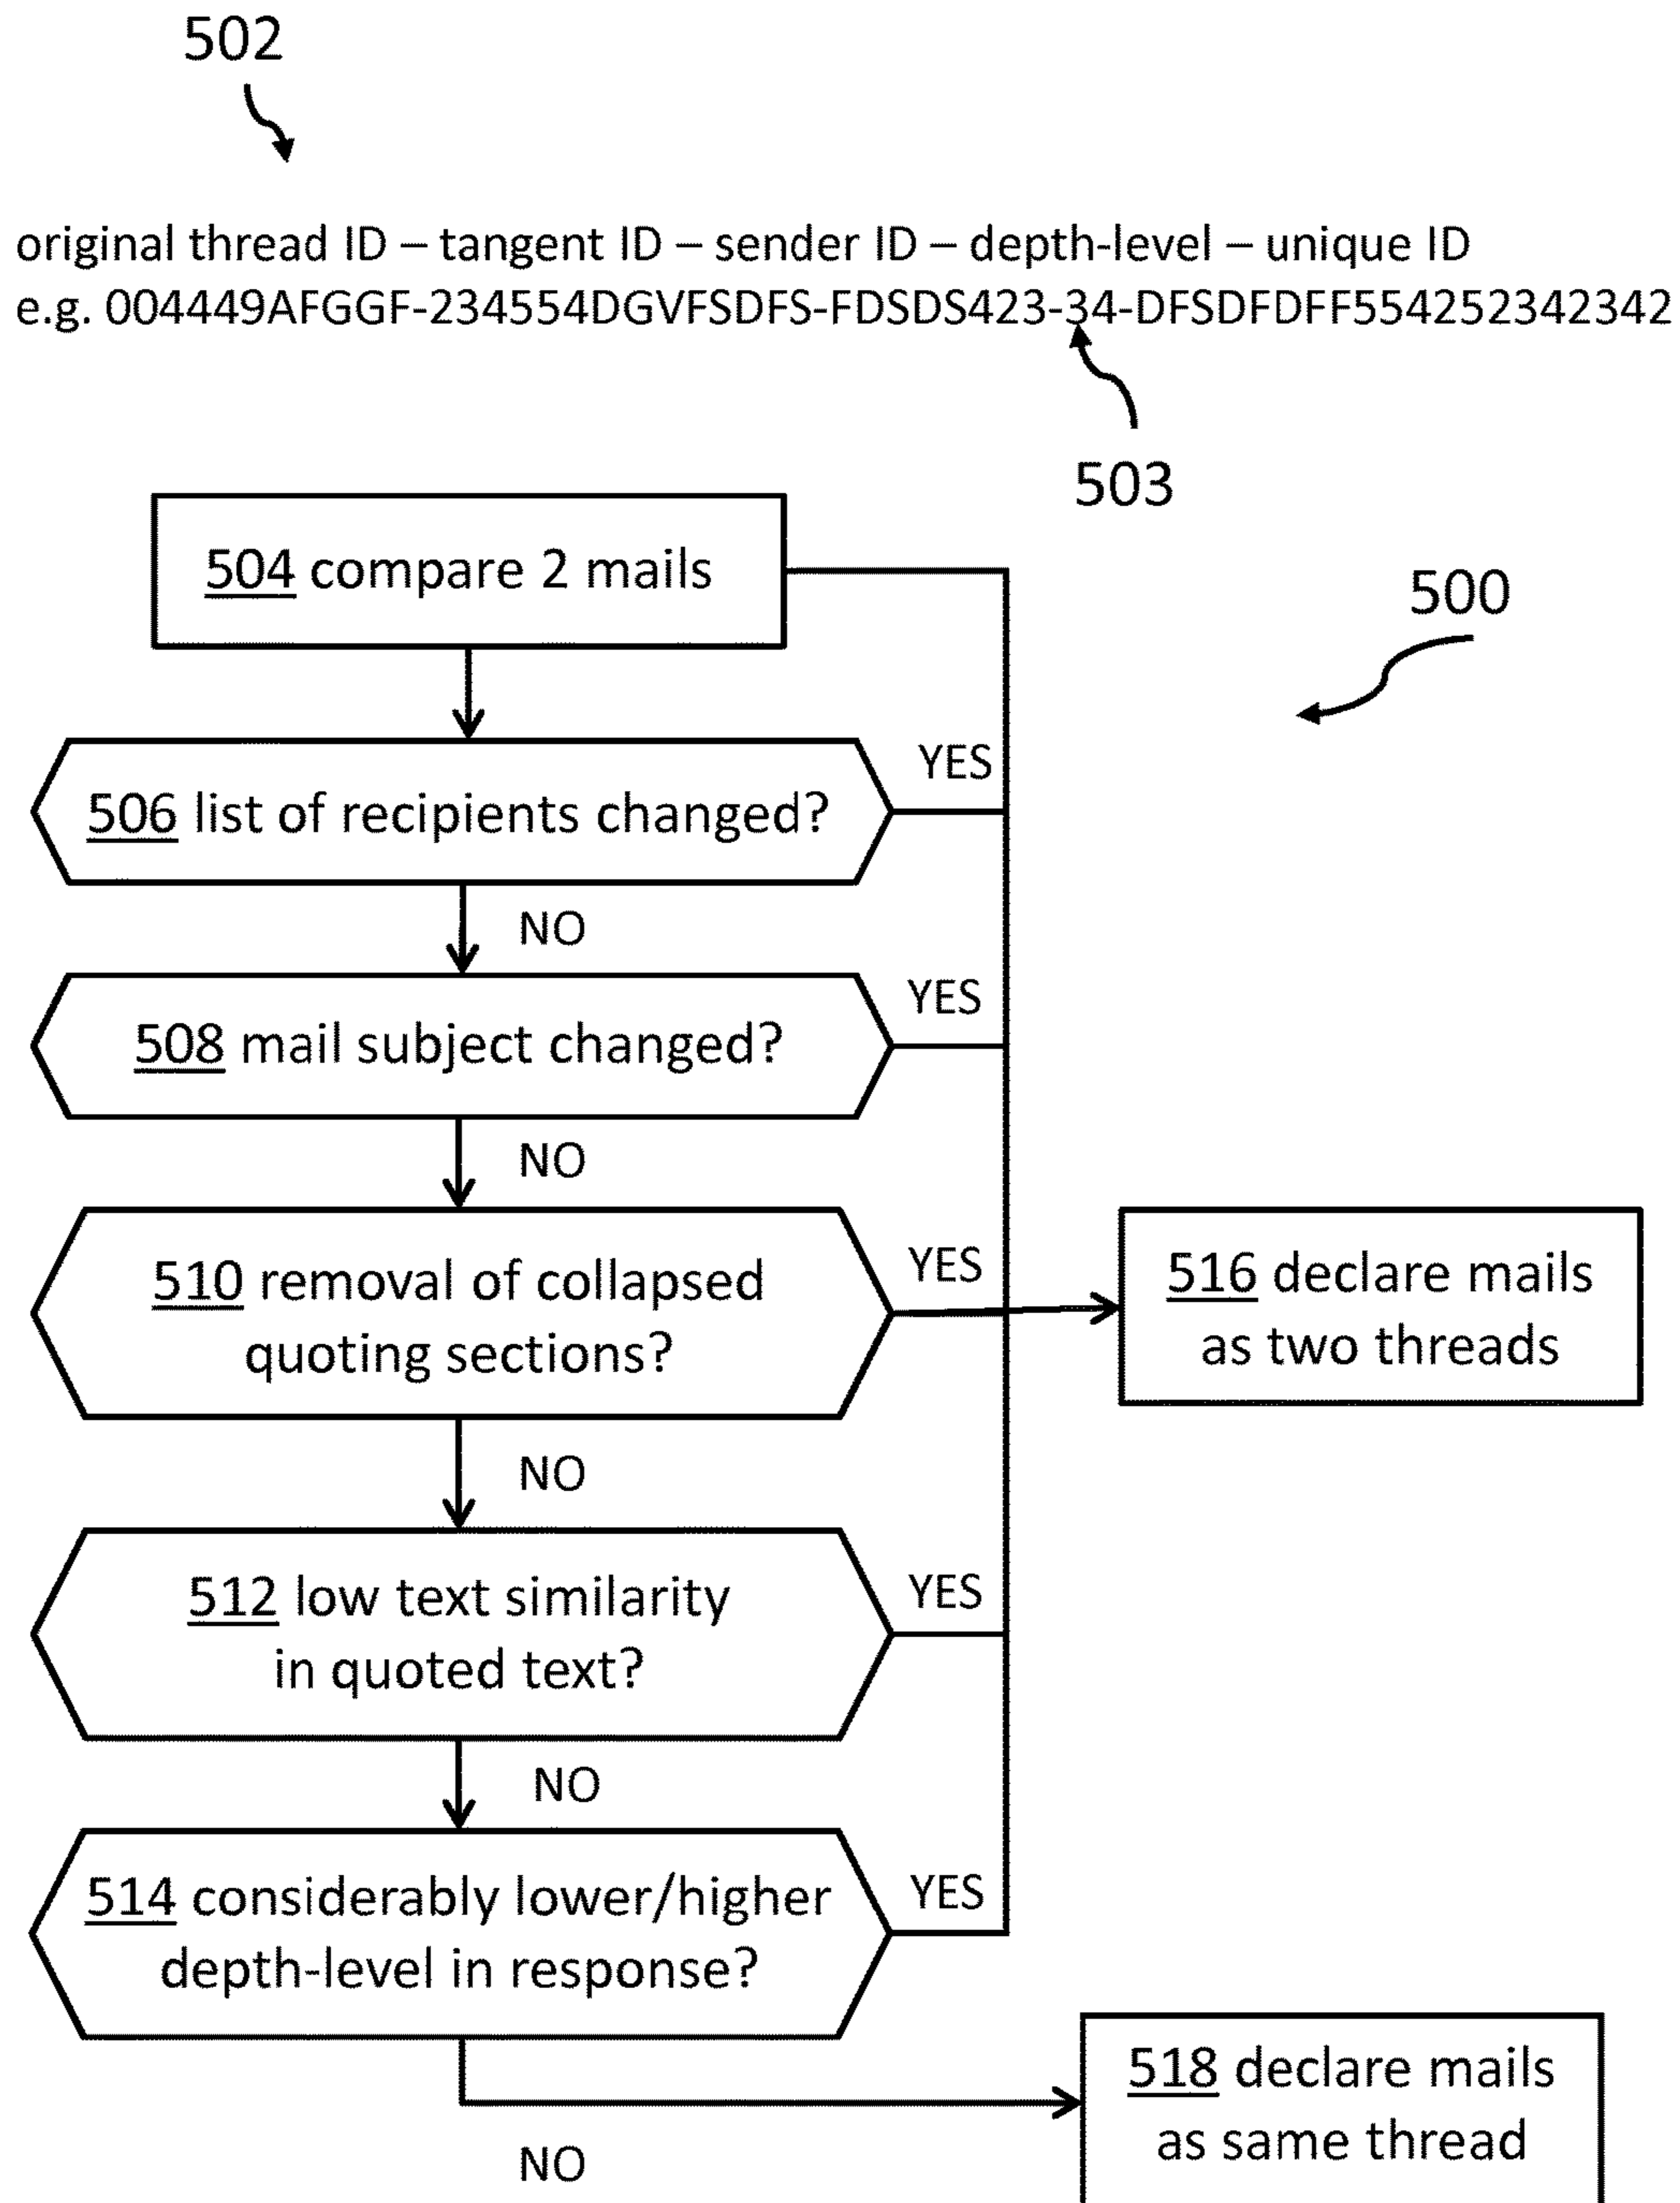 502
original thread ID – tangent ID – sender ID – depth-level – unique ID
e.g. 004449AFGGF-234554DGVFSDFS-FDSDS423-34-DFSDFDFF554252342342
503
504 compare 2 mails
500
YES
506 list of recipients changed?
NO
YES
508 mail subject changed?
NO
YES
510 removal of collapsed
quoting sections?
516 declare mails
as two threads
NO
YES
512 low text similarity
in quoted text?
NO
YES
514 considerably lower/higher
depth-level in response?
518 declare mails
as same thread
NO